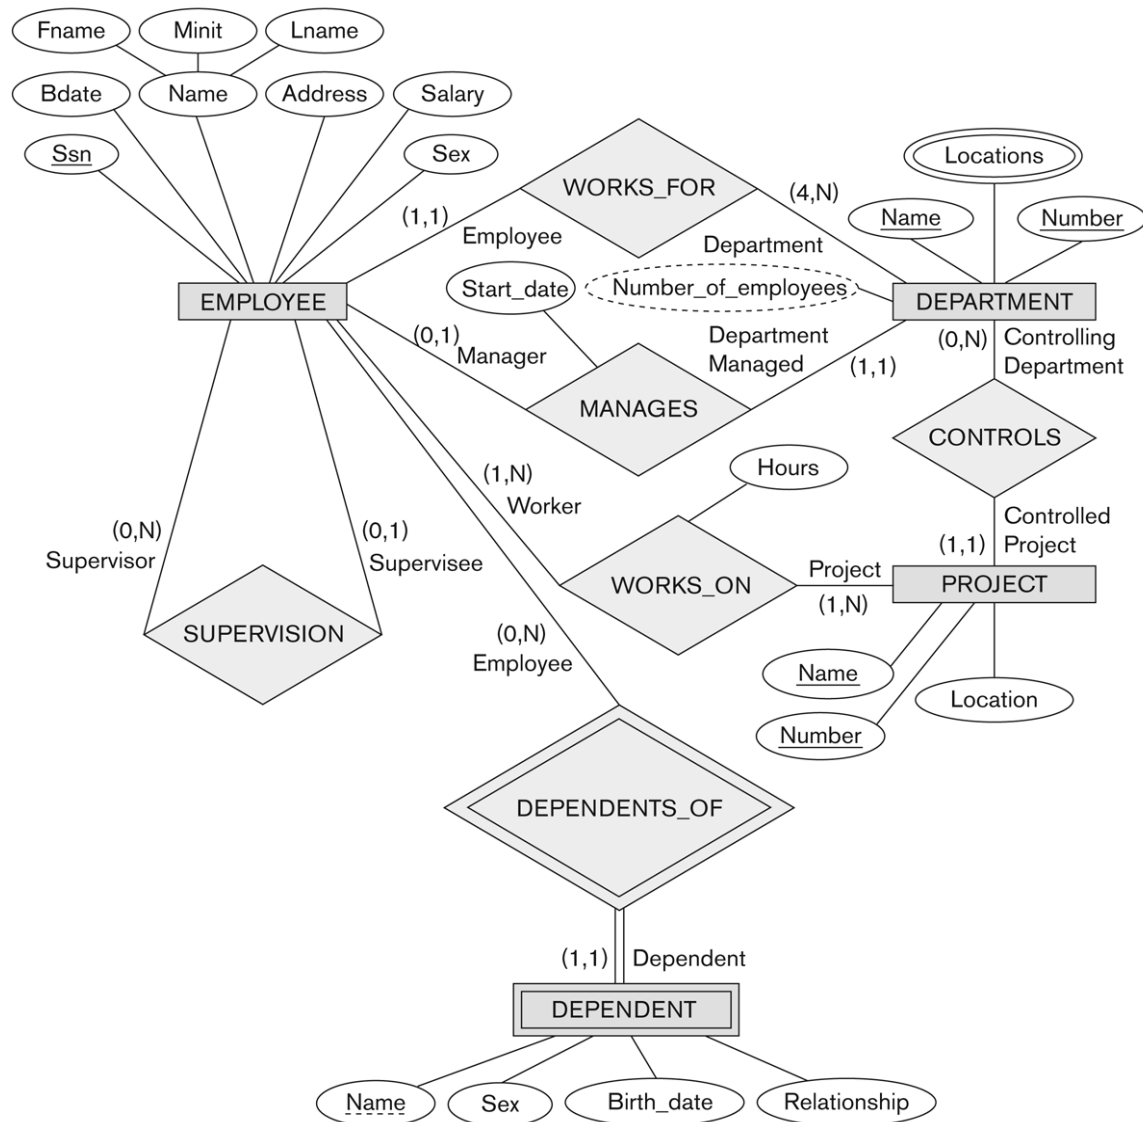 Fname
Minit
Lname
Bdate
Name
Address
Salary
Ssn
Sex
WORKS_FOR
Locations
(1,1)
Employee
(4,N)
Department
Name
Number
EMPLOYEE
Start_date
Number_of_employees
DEPARTMENT
(0,1)
Manager
Department
Managed
(1,1)
(0,N)
Controlling
Department
MANAGES
CONTROLS
(1,N)
Worker
Hours
(0,N)
Supervisor
(0,1)
Supervisee
Controlled
Project
(1,1)
WORKS_ON
Project
(1,N)
PROJECT
SUPERVISION
(0,N)
Employee
Name
Location
Number
DEPENDENTS_OF
(1,1)
Dependent
DEPENDENT
Name
Sex
Birth_date
Relationship